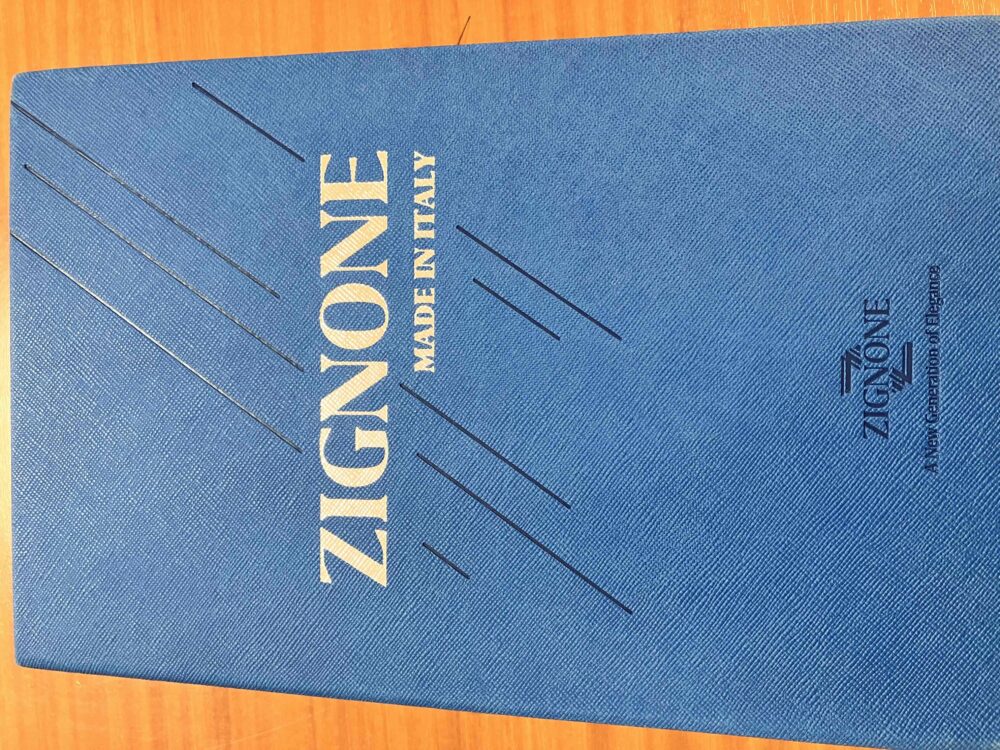 ZIGNONE
MADE IN ITALY
ZIGNONE
A New Generation of Elegance